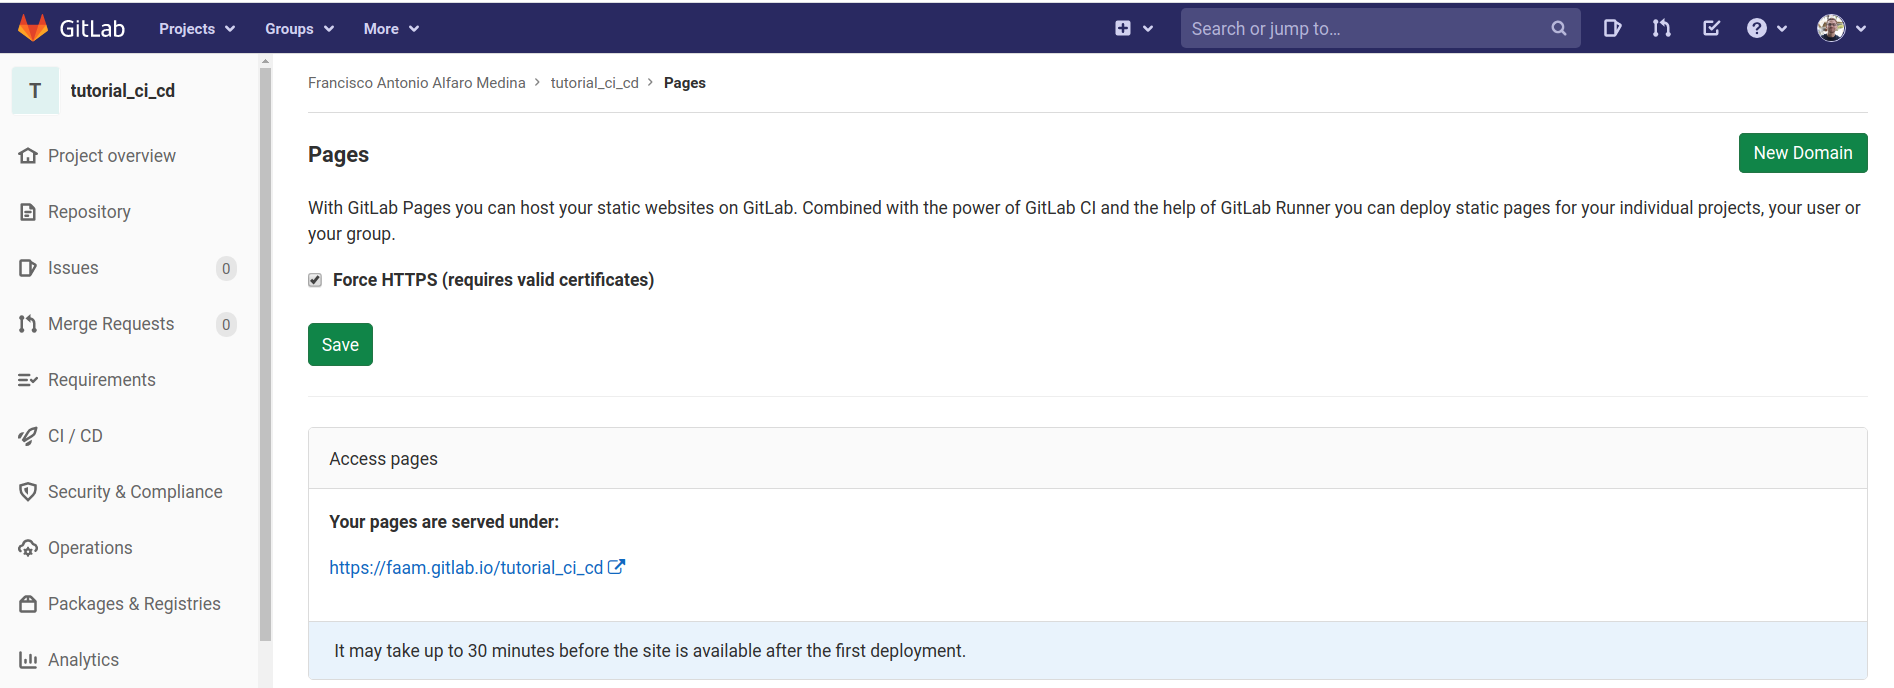 GitLab Projects Groups More Search or jump to...
T tutorial_ci_cd
Project overview
Repository
Issues 0
Merge Requests 0
Requirements
CI / CD
Security & Compliance
Operations
Packages & Registries
Analytics
Francisco Antonio Alfaro Medina > tutorial_ci_cd > Pages
Pages
New Domain
With GitLab Pages you can host your static websites on GitLab. Combined with the power of GitLab CI and the help of GitLab Runner you can deploy static pages for your individual projects, your user or
your group.
Force HTTPS (requires valid certificates)
Save
Access pages
Your pages are served under:
https://faam.gitlab.io/tutorial_ci_cd
It may take up to 30 minutes before the site is available after the first deployment.